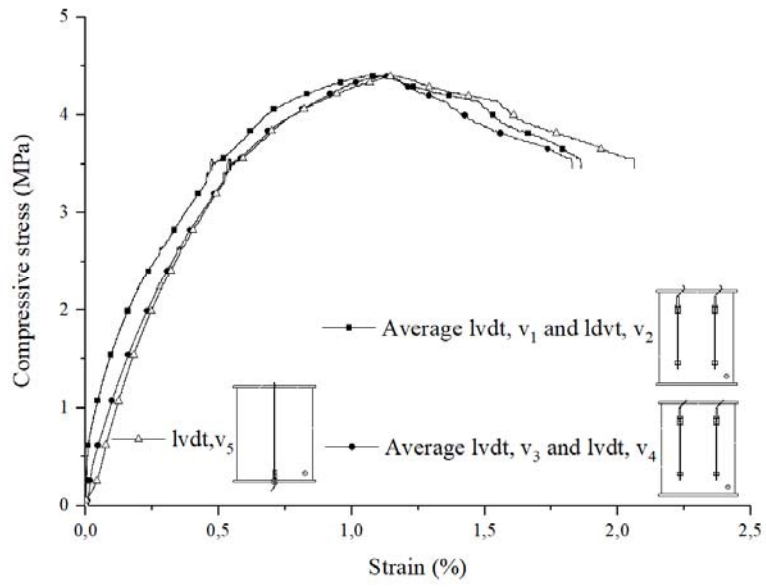 5
4
3
2
1
0
Compressive stress (MPa)
0,0
0,5
1,0
1,5
2,0
2,5
Strain (%)
Average lvdt, v1 and ldvt, v2
lvdt,v5
Average lvdt, v3 and lvdt, v4